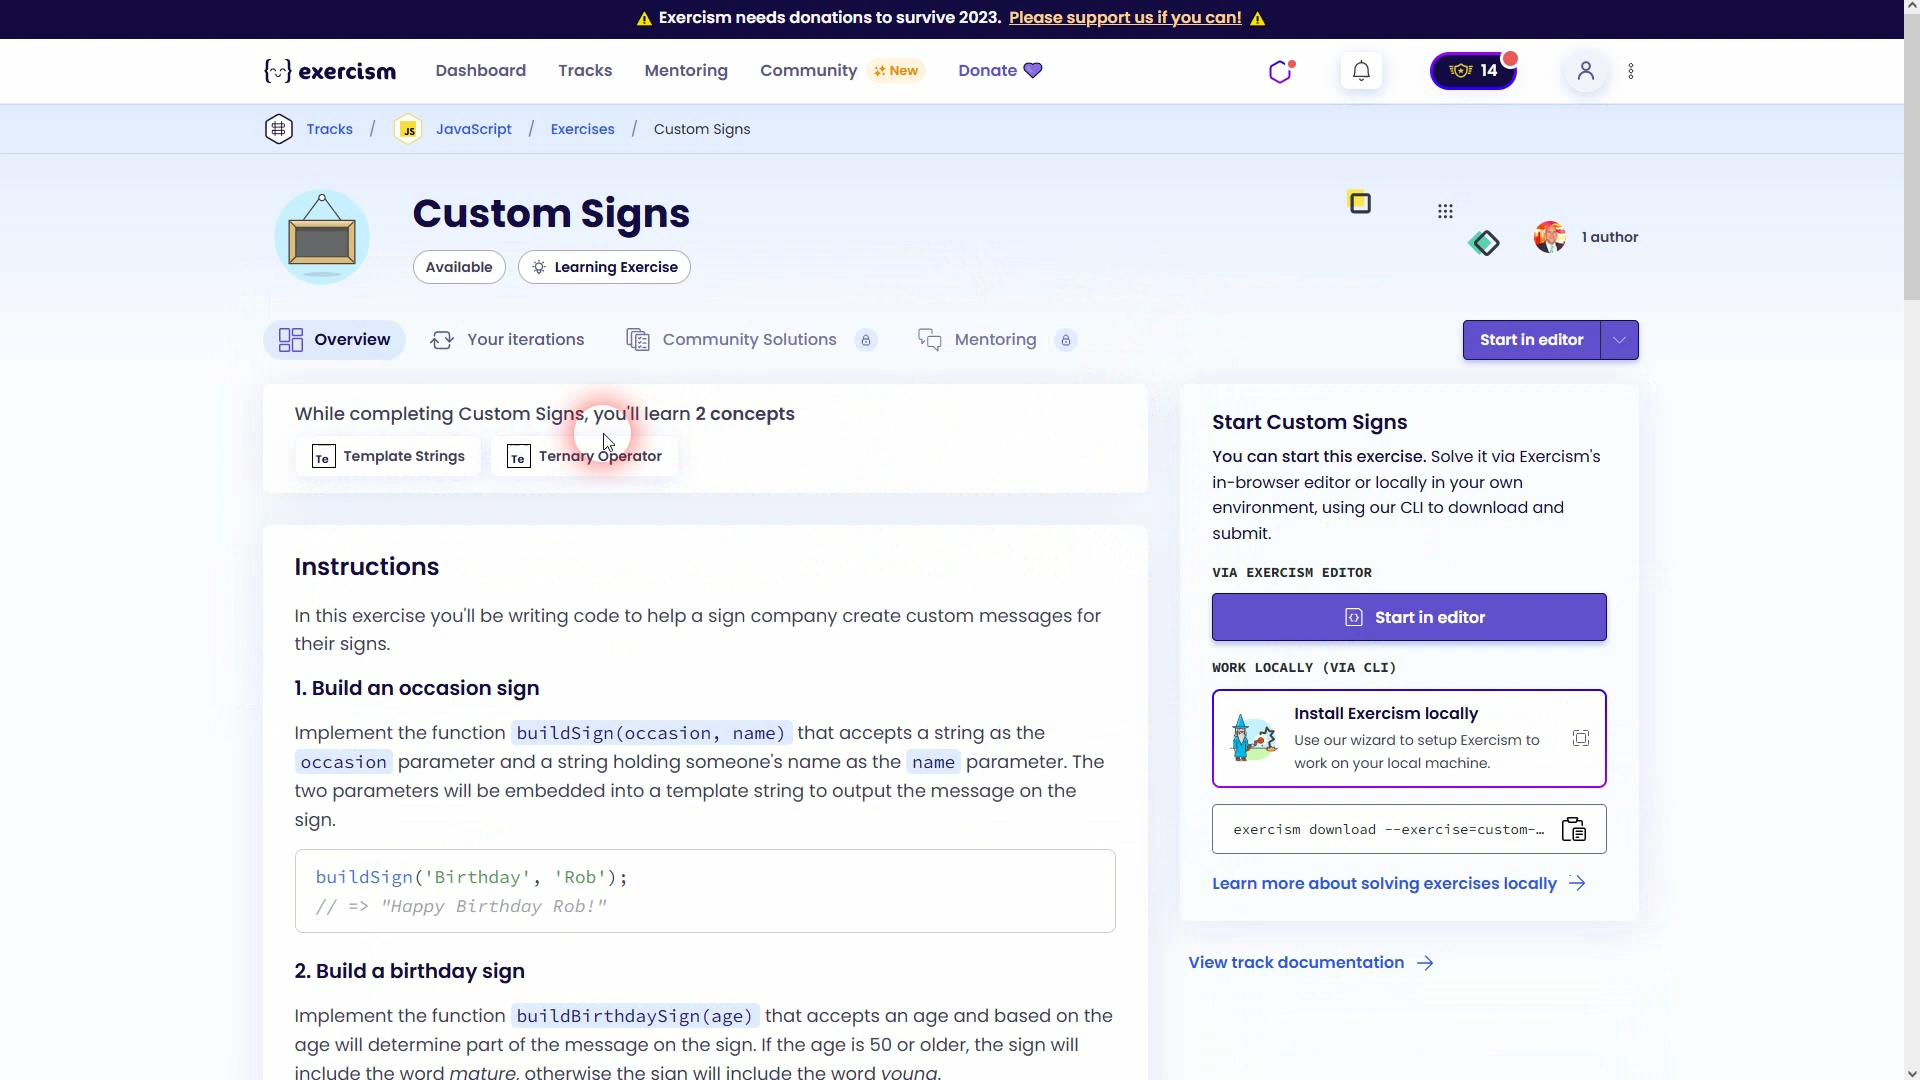 Exercism needs donations to survive 2023. Please support us if you can!
exercism
Dashboard
Tracks
Mentoring
Community
New
Donate
14
Tracks / JavaScript / Exercises / Custom Signs
JS
Custom Signs
Available
Learning Exercise
1 author
Overview
Your iterations
Community Solutions
Mentoring
Start in editor
While completing Custom Signs, you'll learn 2 concepts
Te Template Strings
Te Ternary Operator
Instructions
In this exercise you'll be writing code to help a sign company create custom messages for
their signs.
1. Build an occasion sign
Implement the function buildSign(occasion, name) that accepts a string as the
occasion parameter and a string holding someone's name as the name parameter. The
two parameters will be embedded into a template string to output the message on the
sign.
buildSign('Birthday', 'Rob');
// => "Happy Birthday Rob!"
2. Build a birthday sign
Implement the function buildBirthdaySign(age) that accepts an age and based on the
age will determine part of the message on the sign. If the age is 50 or older, the sign will
include the word mature, otherwise the sign will include the word young.
Start Custom Signs
You can start this exercise. Solve it via Exercism's
in-browser editor or locally in your own
environment, using our CLI to download and
submit.
VIA EXERCISM EDITOR
Start in editor
WORK LOCALLY (VIA CLI)
Install Exercism locally
Use our wizard to setup Exercism to
work on your local machine.
exercism download --exercise=custom-…
Learn more about solving exercises locally
View track documentation